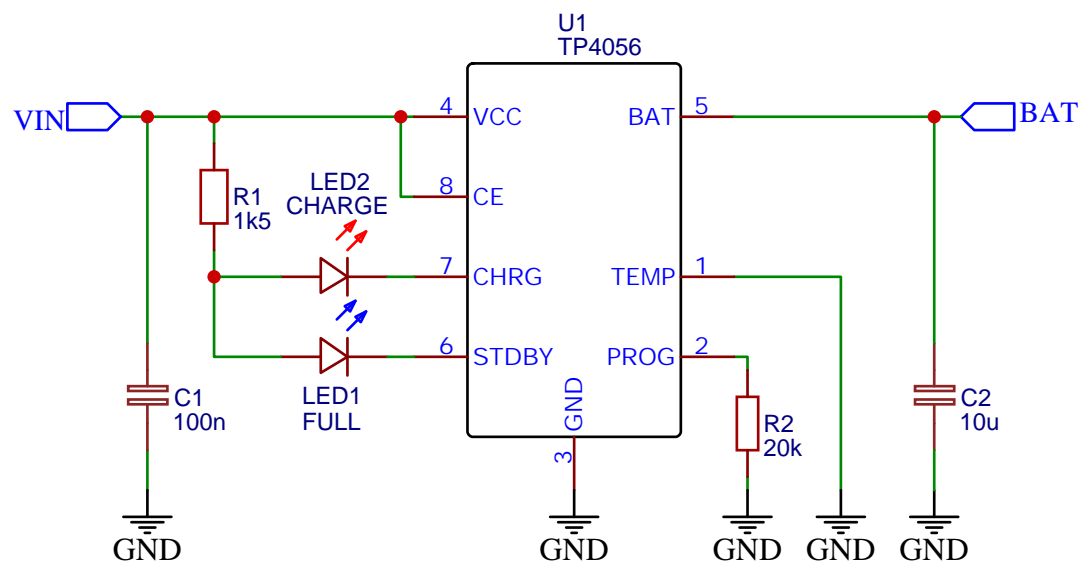 U1
TP4056
VIN
4
VCC
BAT
5
BAT
R1
1k5
LED2
CHARGE
8
CE
7
CHRG
TEMP
1
6
STDBY
PROG
2
LED1
FULL
C1
100n
GND
3
R2
20k
C2
10u
GND
GND
GND
GND
GND